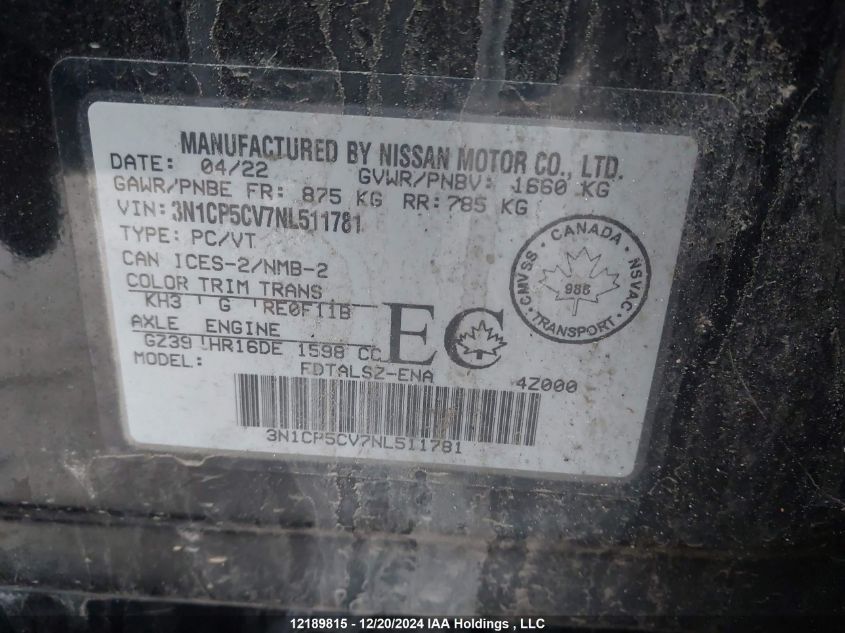 MANUFACTURED BY NISSAN MOTOR CO., LTD.
DATE: 04/22 GVWR/PNBV: 1660 KG
GAWR/PNBE FR: 875 KG RR: 785 KG
VIN: 3N1CP5CV7NL511781
TYPE: PC/VT
CAN ICES-2/NMB-2
COLOR TRIM TRANS
KH3 G RE0F11B
AXLE ENGINE
GZ39 HR16DE 1598 CC
MODEL: FDTALSZ-ENA 4Z000
EC
CANADA
CMVSS NSVAC
988
TRANSPORT
3N1CP5CV7NL511781
12189815 - 12/20/2024 IAA Holdings , LLC